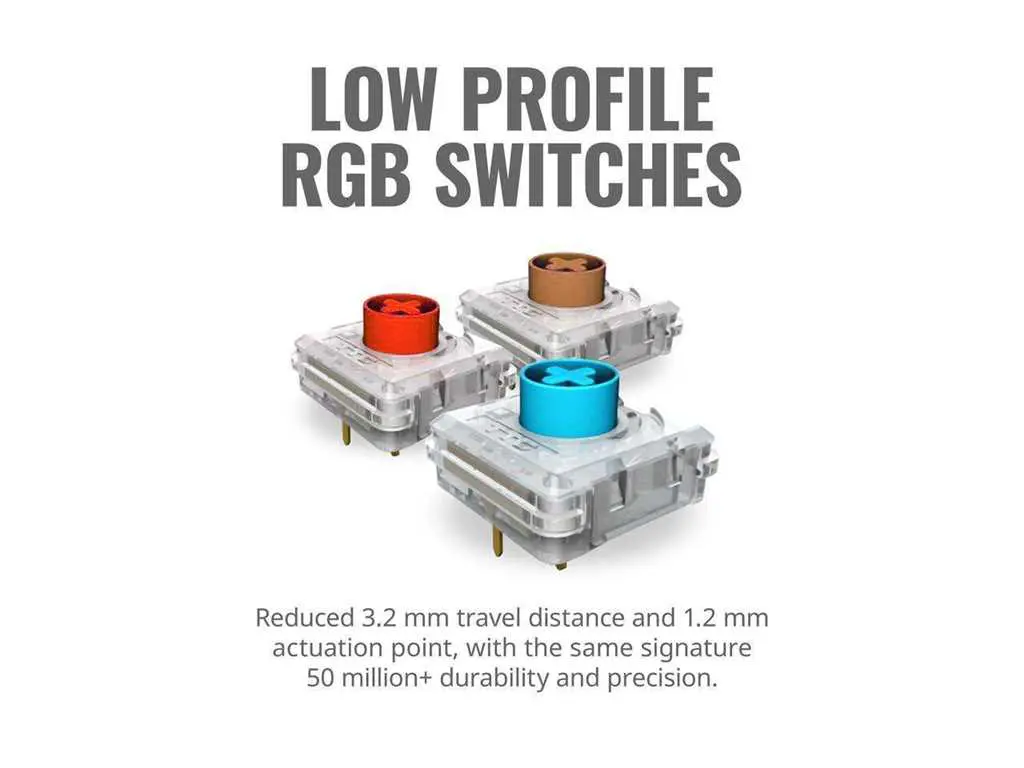 LOW PROFILE
RGB SWITCHES
Reduced 3.2 mm travel distance and 1.2 mm
actuation point, with the same signature
50 million+ durability and precision.